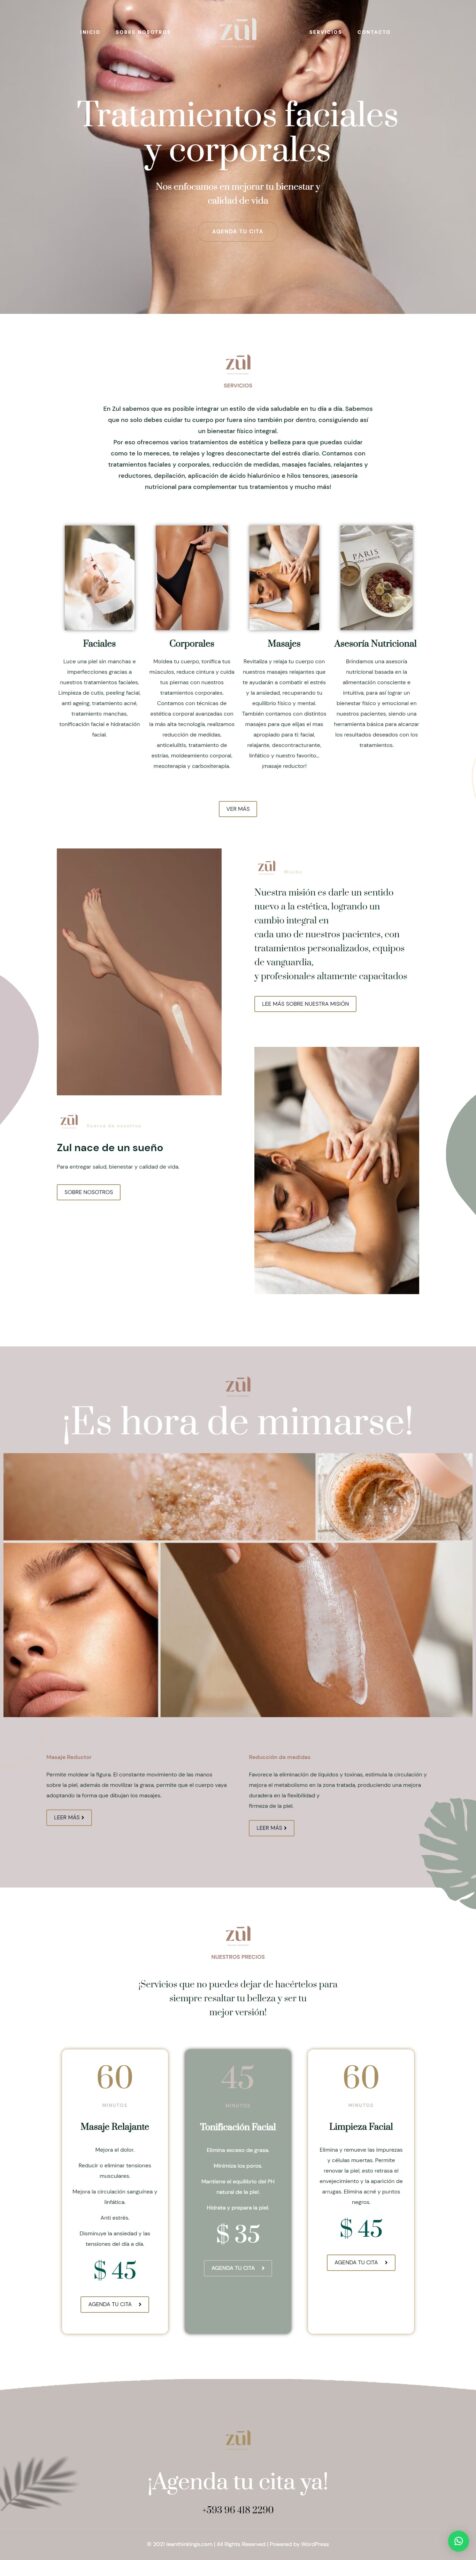 INICIO
SOBRE NOSOTROS
zūl
SERVICIOS
CONTACTO
Tratamientos faciales
y corporales
Nos enfocamos en mejorar tu bienestar y
calidad de vida
AGENDA TU CITA
zūl
SERVICIOS
En Zul sabemos que es posible integrar un estilo de vida saludable en tu día a día. Sabemos
que no solo debes cuidar tu cuerpo por fuera sino también por dentro, consiguiendo así
un bienestar físico integral.
Por eso ofrecemos varios tratamientos de estética y belleza para que puedas cuidar
como te lo mereces, te relajes y logres desconectarte del estrés diario. Contamos con
tratamientos faciales y corporales, reducción de medidas, masajes faciales, relajantes y
reductores, depilación, aplicación de ácido hialurónico e hilos tensores, ¡asesoría
nutricional para complementar tus tratamientos y mucho más!
PARIS
Faciales
Luce una piel sin manchas e
imperfecciones gracias a
nuestros tratamientos faciales.
Limpieza de cutis, peeling facial,
anti ageing, tratamiento acné,
tratamiento manchas,
tonificación facial e hidratación
facial.
Corporales
Moldea tu cuerpo, tonifica tus
músculos, reduce cintura y cuida
tus piernas con nuestros
tratamientos corporales.
Contamos con técnicas de
estética corporal avanzadas con
la más alta tecnología, realizamos
reducción de medidas,
anticelulitis, tratamiento de
estrías, moldeamiento corporal,
mesoterapia y carboxiterapia.
Masajes
Revitaliza y relaja tu cuerpo con
nuestros masajes relajantes que
te ayudarán a combatir el estrés
y la ansiedad, recuperando tu
equilibrio físico y mental.
También contamos con distintos
masajes para que elijas el mas
apropiado para ti: facial,
relajante, descontracturante,
linfático y nuestro favorito...
¡masaje reductor!
Asesoría Nutricional
Brindamos una asesoría
nutricional basada en la
alimentación consciente e
intuitiva, para así lograr un
bienestar físico y emocional en
nuestros pacientes, siendo una
herramienta básica para alcanzar
los resultados deseados con los
tratamientos.
VER MÁS
zūl
Misión
Nuestra misión es darle un sentido
nuevo a la estética, logrando un
cambio integral en
cada uno de nuestros pacientes, con
tratamientos personalizados, equipos
de vanguardia,
y profesionales altamente capacitados
LEE MÁS SOBRE NUESTRA MISIÓN
zūl
Acerca de nosotros
Zul nace de un sueño
Para entregar salud, bienestar y calidad de vida.
SOBRE NOSOTROS
zūl
¡Es hora de mimarse!
Masaje Reductor
Permite moldear la figura. El constante movimiento de las manos
sobre la piel, además de movilizar la grasa, permite que el cuerpo vaya
adoptando la forma que dibujan los masajes.
LEER MÁS
Reducción de medidas
Favorece la eliminación de líquidos y toxinas, estimula la circulación y
mejora el metabolismo en la zona tratada, produciendo una mejora
duradera en la flexibilidad y
firmeza de la piel.
LEER MÁS
zūl
NUESTROS PRECIOS
¡Servicios que no puedes dejar de hacértelos para
siempre resaltar tu belleza y ser tu
mejor versión!
60
MINUTOS
Masaje Relajante
Mejora el dolor.
Reducir o eliminar tensiones
musculares.
Mejora la circulación sanguínea y
linfática.
Anti estrés.
Disminuye la ansiedad y las
tensiones del día a día.
$ 45
AGENDA TU CITA
45
MINUTOS
Tonificación Facial
Elimina exceso de grasa.
Minimiza los poros.
Mantiene el equilibrio del PH
natural de la piel.
Hidrata y prepara la piel.
$ 35
AGENDA TU CITA
60
MINUTOS
Limpieza Facial
Elimina y remueve las impurezas
y células muertas. Permite
renovar la piel, esto retrasa el
envejecimiento y la aparición de
arrugas. Elimina acné y puntos
negros.
$ 45
AGENDA TU CITA
zūl
¡Agenda tu cita ya!
+593 96 418 2290
© 2021 leanthinkings.com | All Rights Reserved | Powered by WordPress